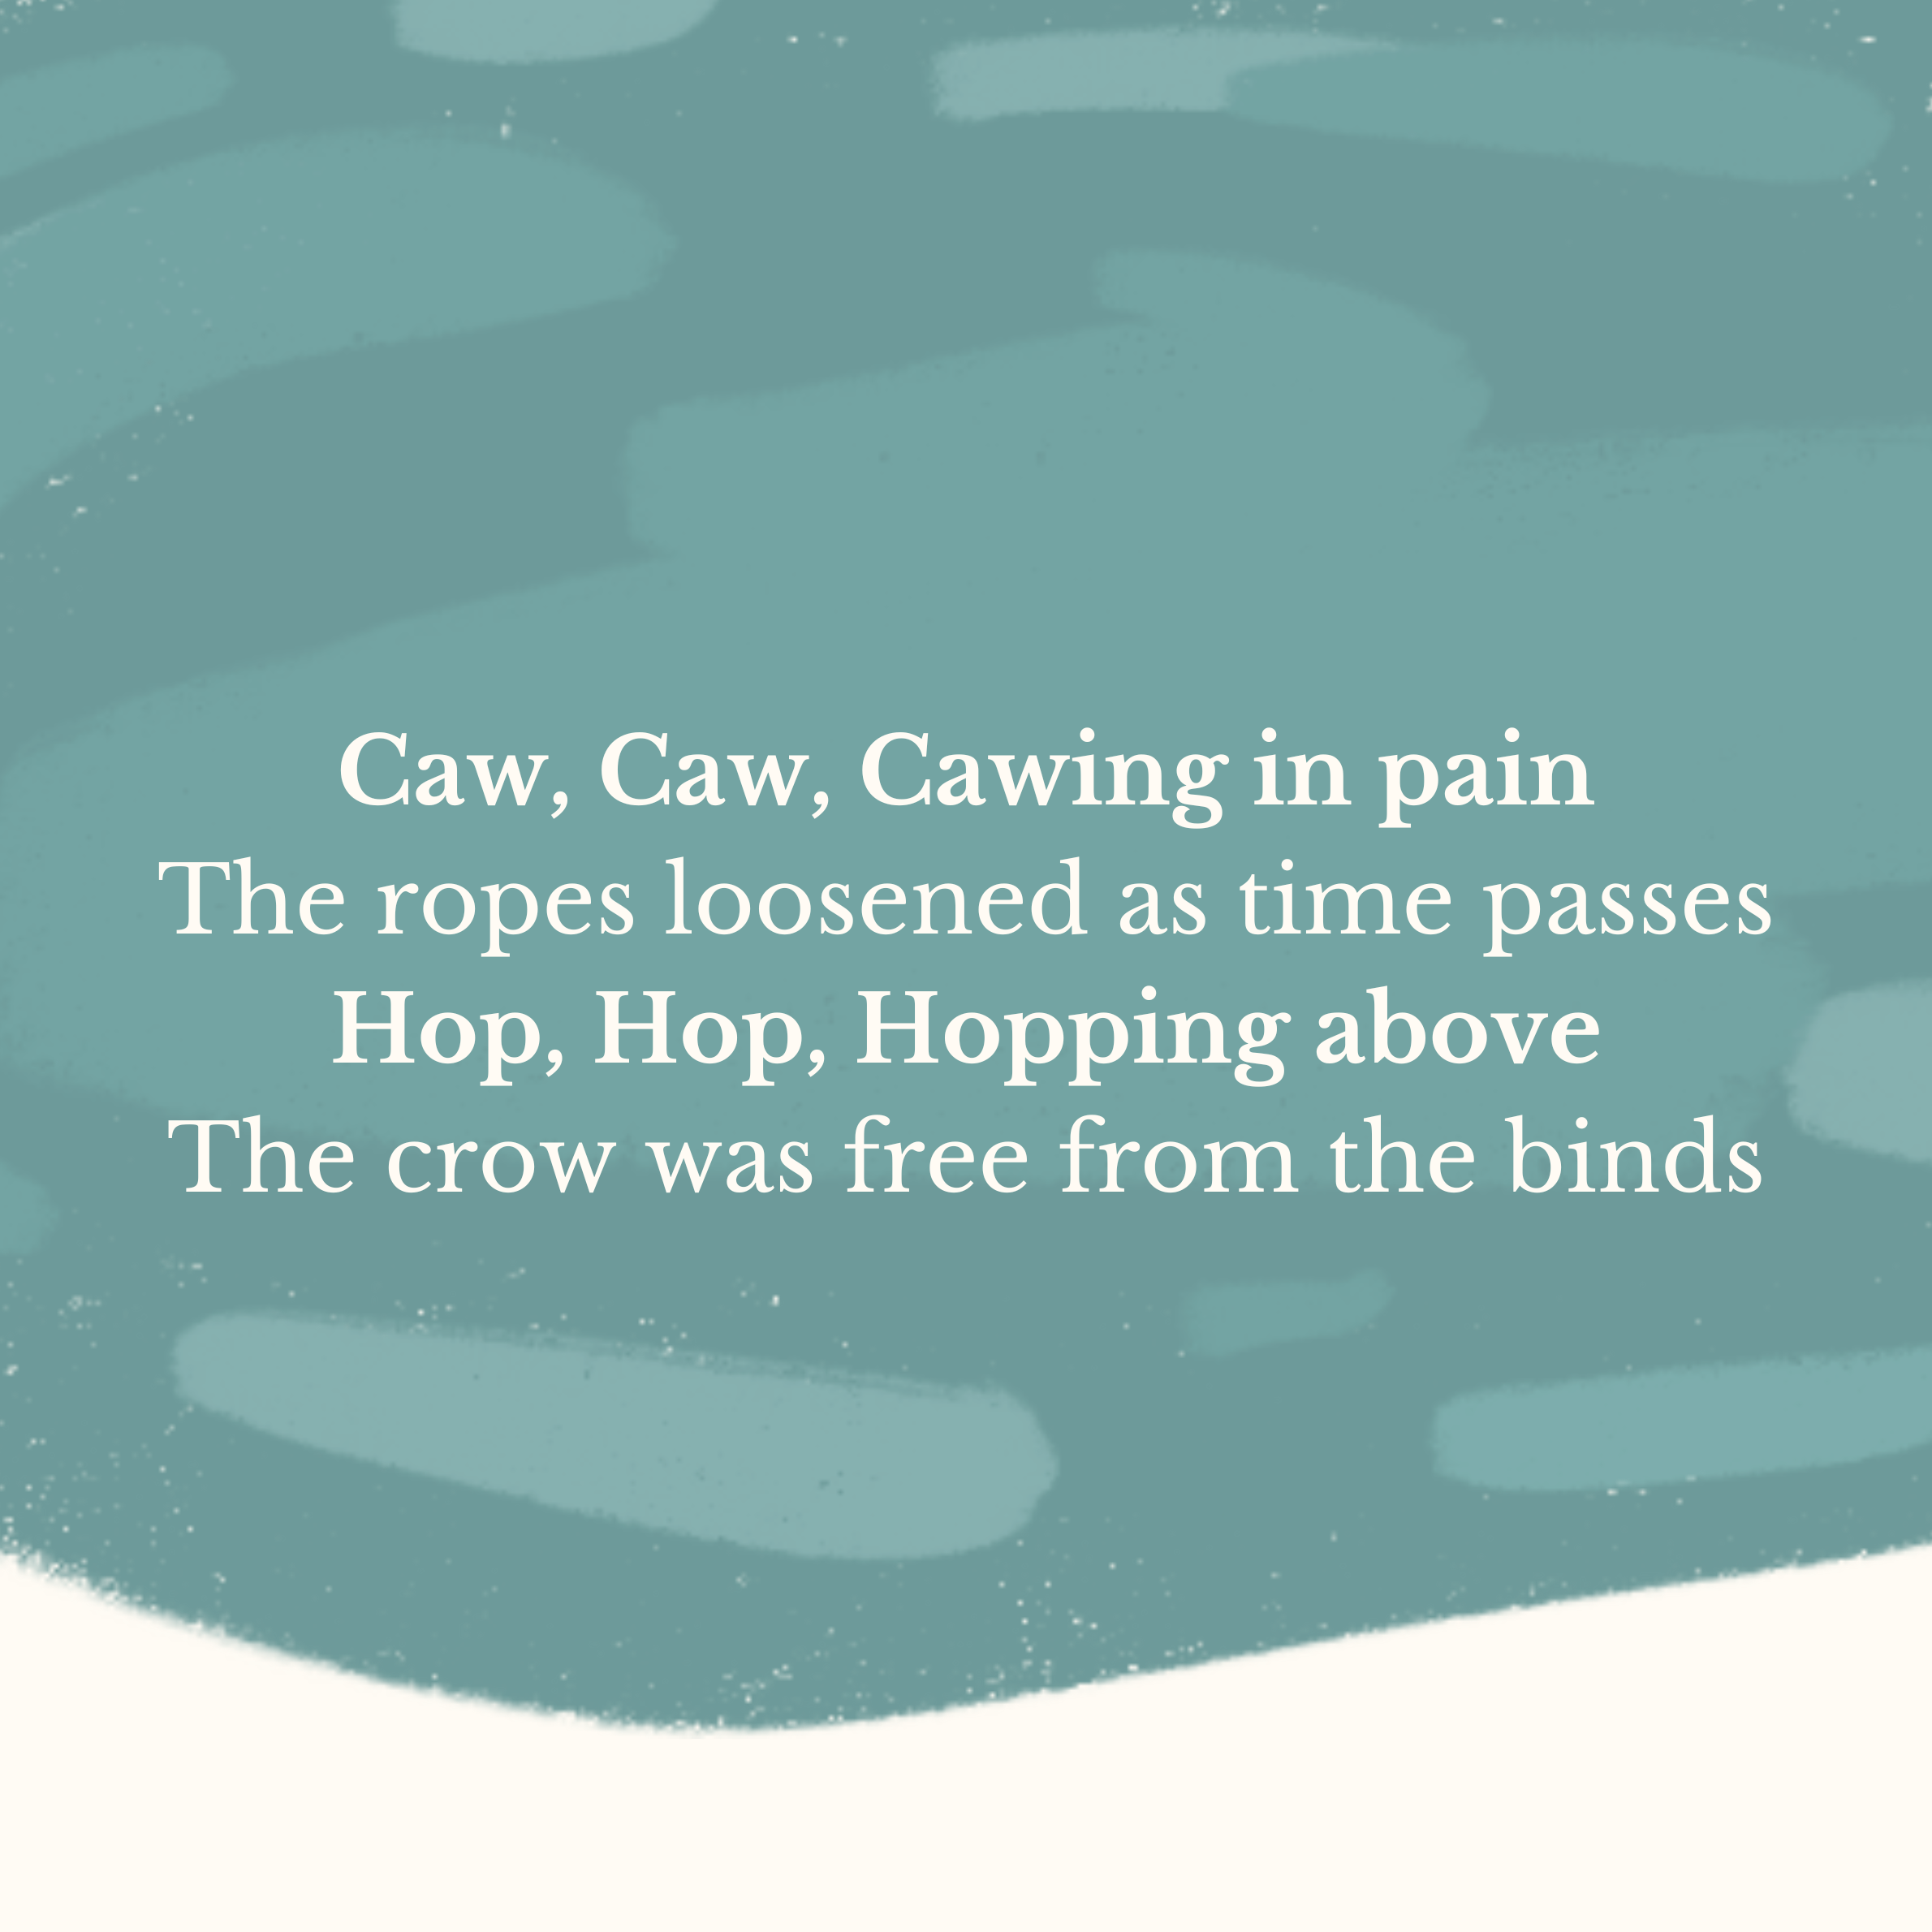 Caw, Caw, Cawing in pain
The ropes loosened as time passes
Hop, Hop, Hopping above
The crow was free from the binds